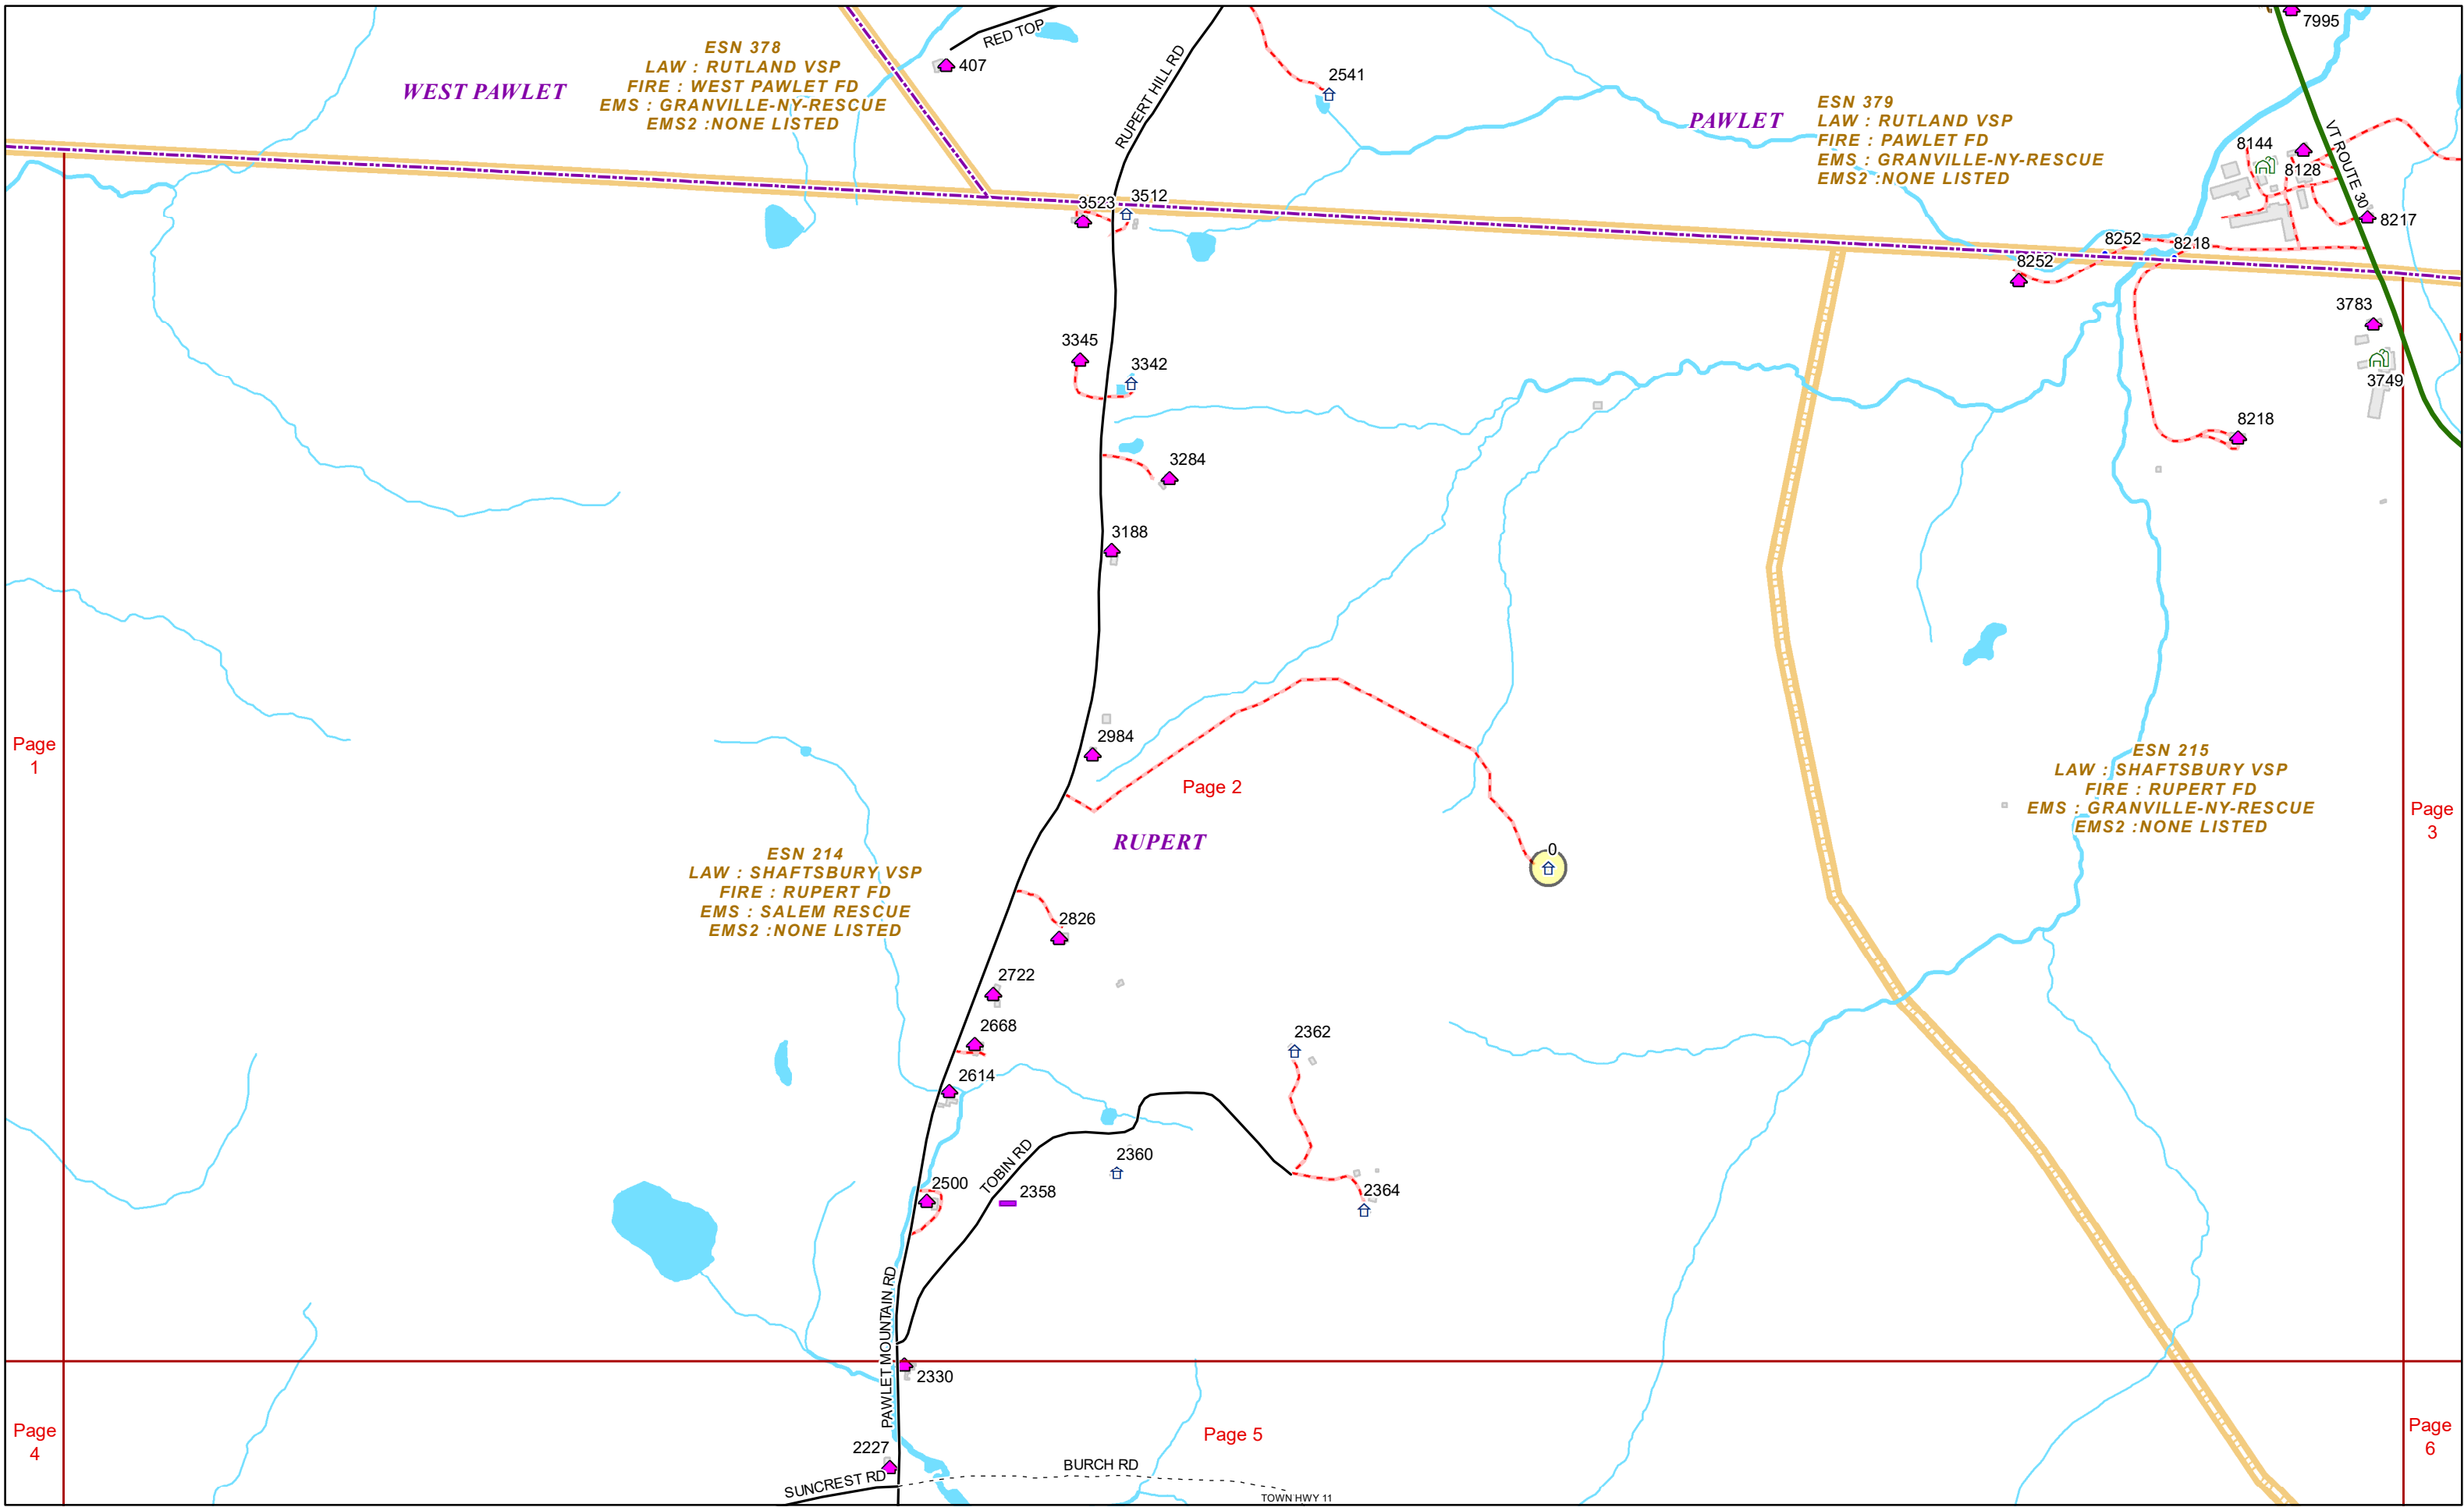 7995
RED TOP
ESN 378
LAW : RUTLAND VSP
FIRE : WEST PAWLET FD
EMS : GRANVILLE-NY-RESCUE
EMS2 :NONE LISTED
407
RUPERT HILL RD
2541
WEST PAWLET
PAWLET
ESN 379
LAW : RUTLAND VSP
FIRE : PAWLET FD
EMS : GRANVILLE-NY-RESCUE
EMS2 :NONE LISTED
8144
8128
VT ROUTE 30
8217
3523
3512
8252
8218
8252
3783
3345
3342
3749
8218
3284
3188
2984
Page
1
Page 2
ESN 215
LAW : SHAFTSBURY VSP
FIRE : RUPERT FD
EMS : GRANVILLE-NY-RESCUE
EMS2 :NONE LISTED
Page
3
RUPERT
0
ESN 214
LAW : SHAFTSBURY VSP
FIRE : RUPERT FD
EMS : SALEM RESCUE
EMS2 :NONE LISTED
2826
2722
2668
2362
2614
TOBIN RD
2360
2500
2358
2364
PAWLET MOUNTAIN RD
2330
Page
4
Page 5
Page
6
2227
SUNCREST RD
BURCH RD
TOWN HWY 11